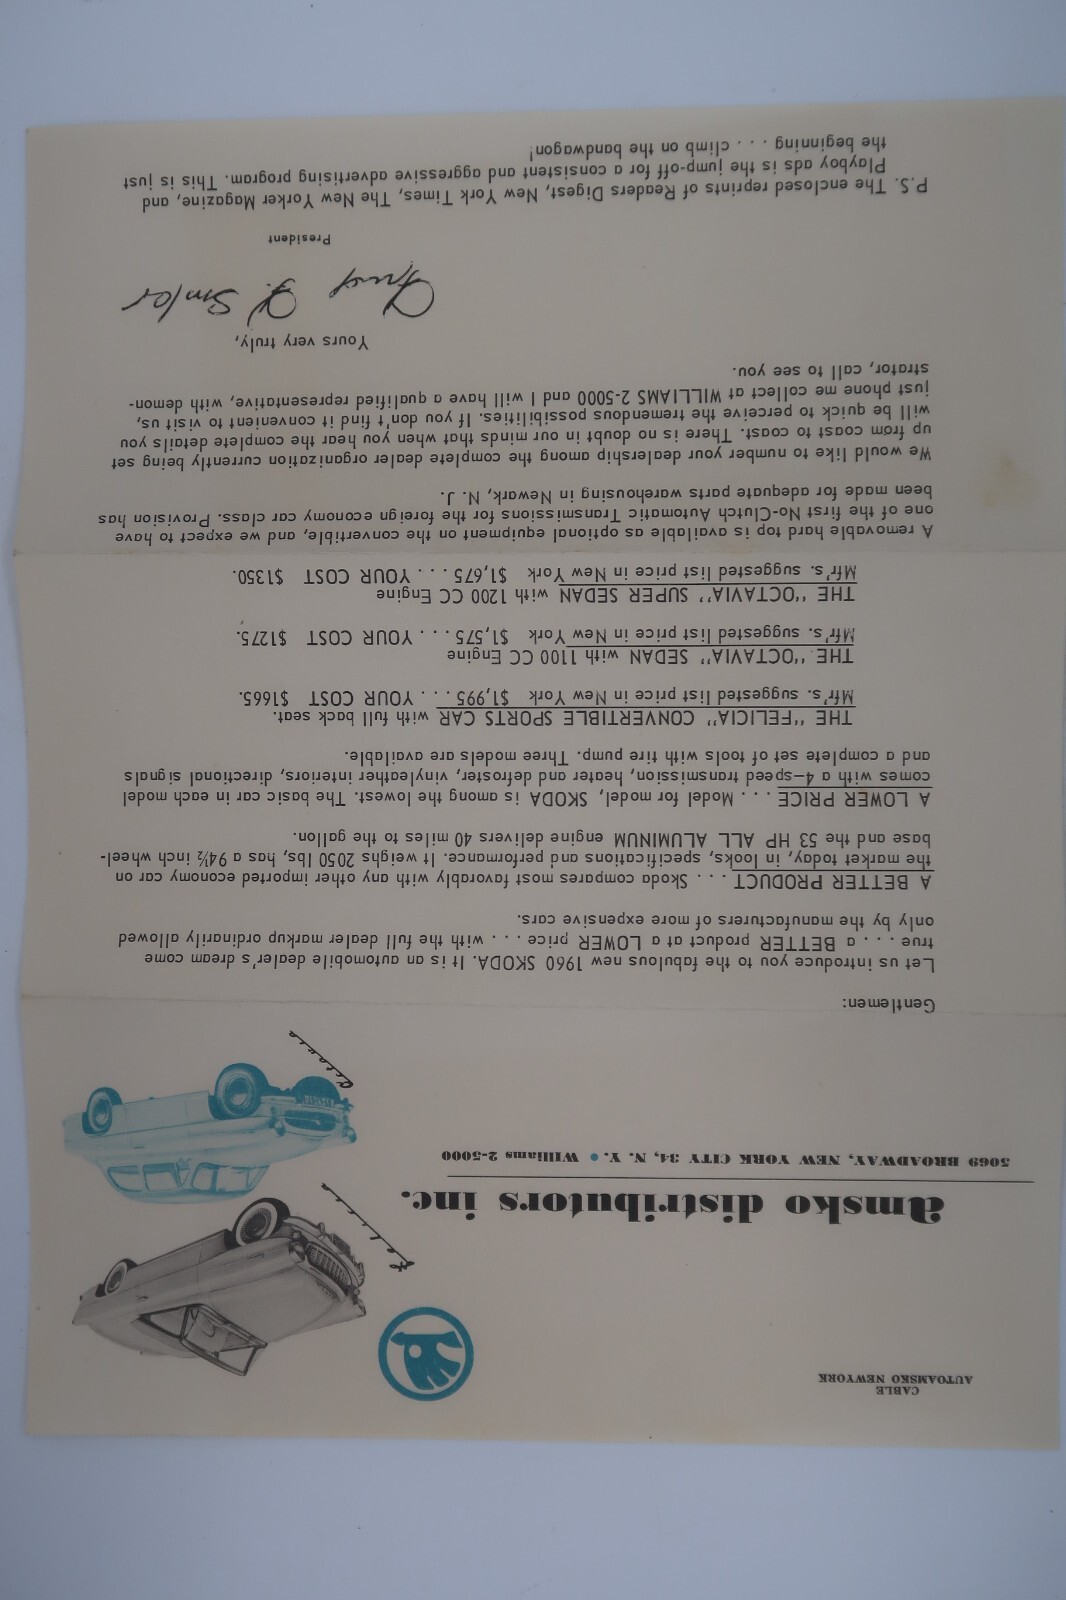 CABLE
AUTOAMSKO NEWYORK
amsko distributors inc.
5069 BROADWAY, NEW YORK CITY 34, N. Y. • WIlliams 2-5000
Felicia
Octavia
Gentlemen:
Let us introduce you to the fabulous new 1960 SKODA. It is an automobile dealer's dream come
true . . . a BETTER product at a LOWER price . . . with the full dealer markup ordinarily allowed
only by the manufacturers of more expensive cars.
A BETTER PRODUCT . . . Skoda compares most favorably with any other imported economy car on
the market today, in looks, specifications and performance. It weighs 2050 lbs, has a 94½ inch wheel-
base and the 53 HP ALL ALUMINUM engine delivers 40 miles to the gallon.
A LOWER PRICE . . . Model for model, SKODA is among the lowest. The basic car in each model
comes with a 4-speed transmission, heater and defroster, vinyleather interiors, directional signals
and a complete set of tools with tire pump. Three models are available.
THE "FELICIA" CONVERTIBLE SPORTS CAR with full back seat.
Mfr's. suggested list price in New York $1,995 . . . YOUR COST $1665.
THE "OCTAVIA" SEDAN with 1100 CC Engine
Mfr's. suggested list price in New York $1,575 . . . YOUR COST $1275.
THE "OCTAVIA" SUPER SEDAN with 1200 CC Engine
Mfr's. suggested list price in New York $1,675 . . . YOUR COST $1350.
A removable hard top is available as optional equipment on the convertible, and we expect to have
one of the first No-Clutch Automatic Transmissions for the foreign economy car class. Provision has
been made for adequate parts warehousing in Newark, N. J.
We would like to number your dealership among the complete dealer organization currently being set
up from coast to coast. There is no doubt in our minds that when you hear the complete details you
will be quick to perceive the tremendous possibilities. If you don't find it convenient to visit us,
just phone me collect at WILLIAMS 2-5000 and I will have a qualified representative, with demon-
strator, call to see you.
Yours very truly,
President
P.S. The enclosed reprints of Readers Digest, New York Times, The New Yorker Magazine, and
Playboy ads is the jump-off for a consistent and aggressive advertising program. This is just
the beginning . . . climb on the bandwagon!